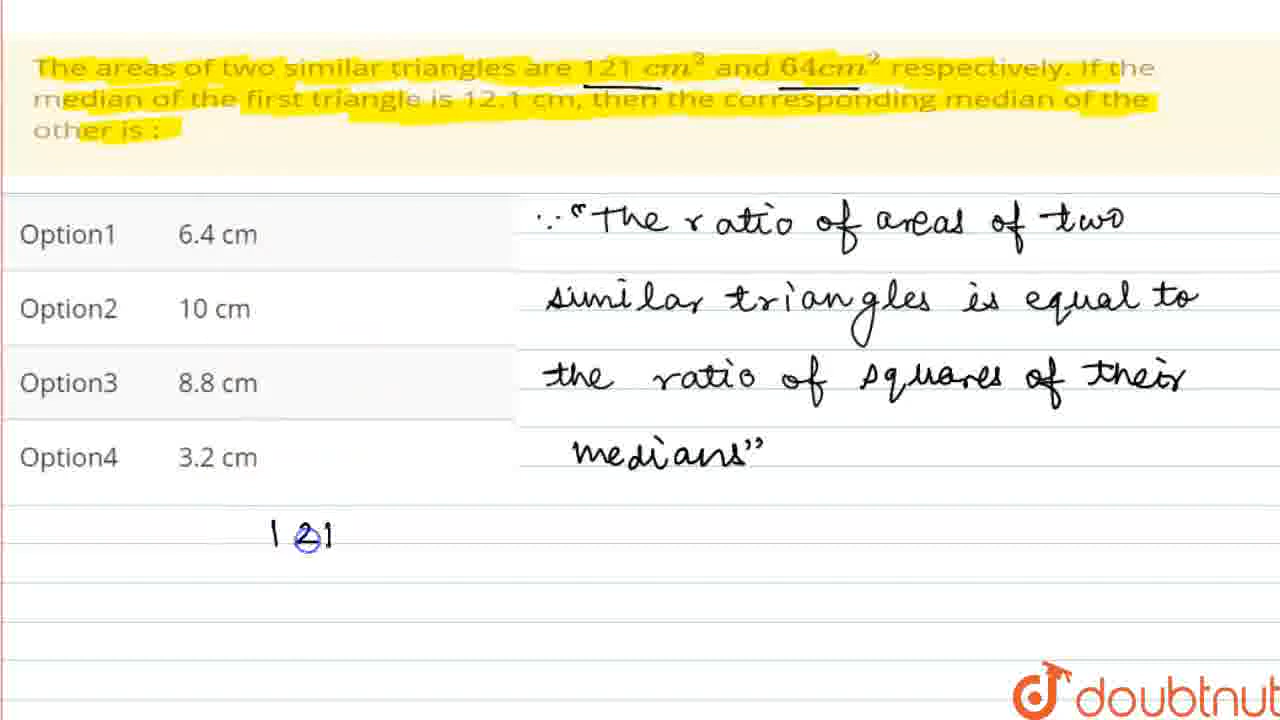 The areas of two similar triangles are 121 cm² and 64cm² respectively. If the
median of the first triangle is 12.1 cm, then the corresponding median of the
other is :
Option1 6.4 cm
Option2 10 cm
Option3 8.8 cm
Option4 3.2 cm
∵ "The ratio of areas of two
similar triangles is equal to
the ratio of squares of their
medians"
121
doubtnut